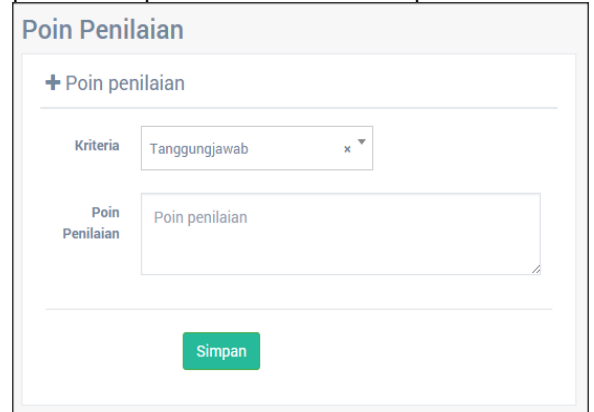 Poin Penilaian
+ Poin penilaian
Kriteria
Tanggungjawab × 
Poin
Penilaian
Poin penilaian
Simpan